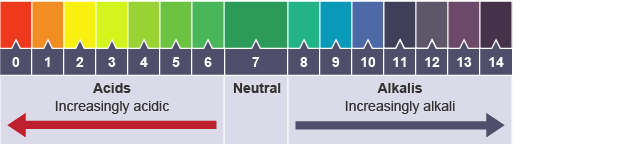 0 1 2 3 4 5 6 7 8 9 10 11 12 13 14
Acids Neutral Alkalis
Increasingly acidic Increasingly alkali